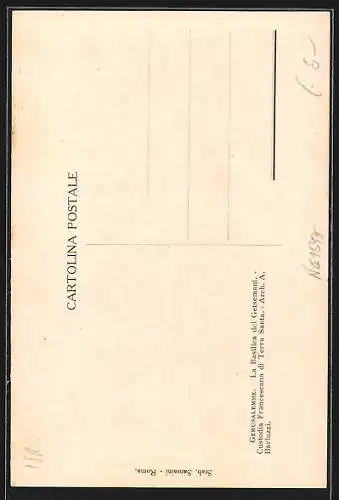 CARTOLINA POSTALE
GERUSALEMME. La Basilica del Getsemani. -
Custodia Francescana di Terra Santa. - Arch. A.
Barluzzi.
Stab. Sansaini - Roma.